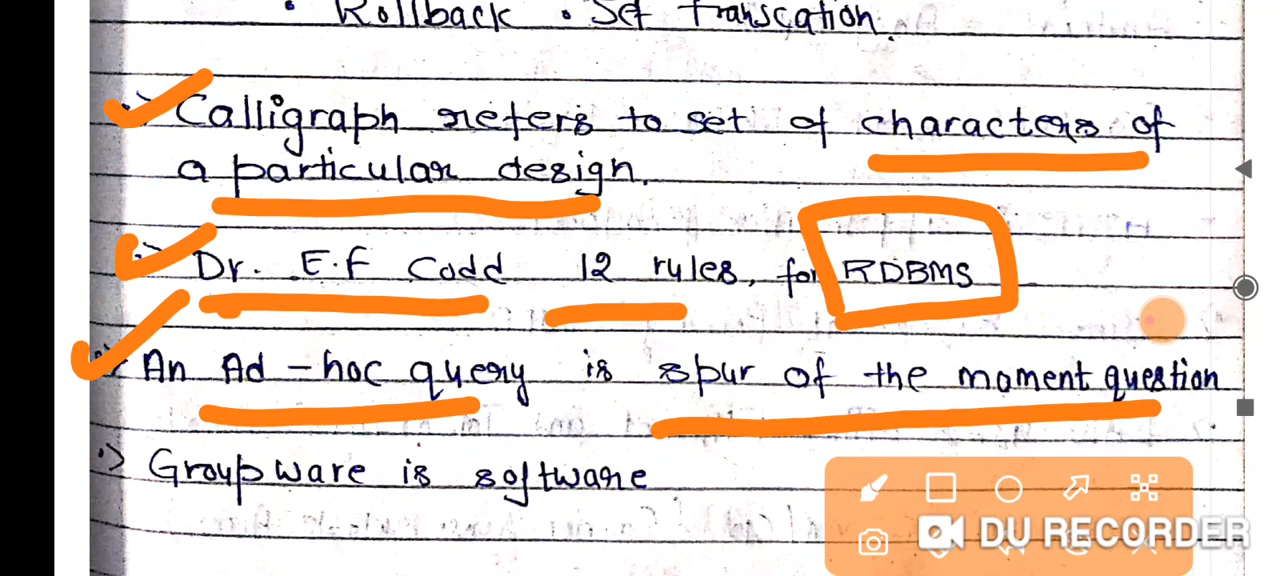 • Rollback • Set Transcation.
Calligraph refers to set of characters of
a particular design.
Dr. E.F Codd 12 rules, for RDBMS
An Ad-hoc query is spur of the moment question
Groupware is software
DU RECORDER